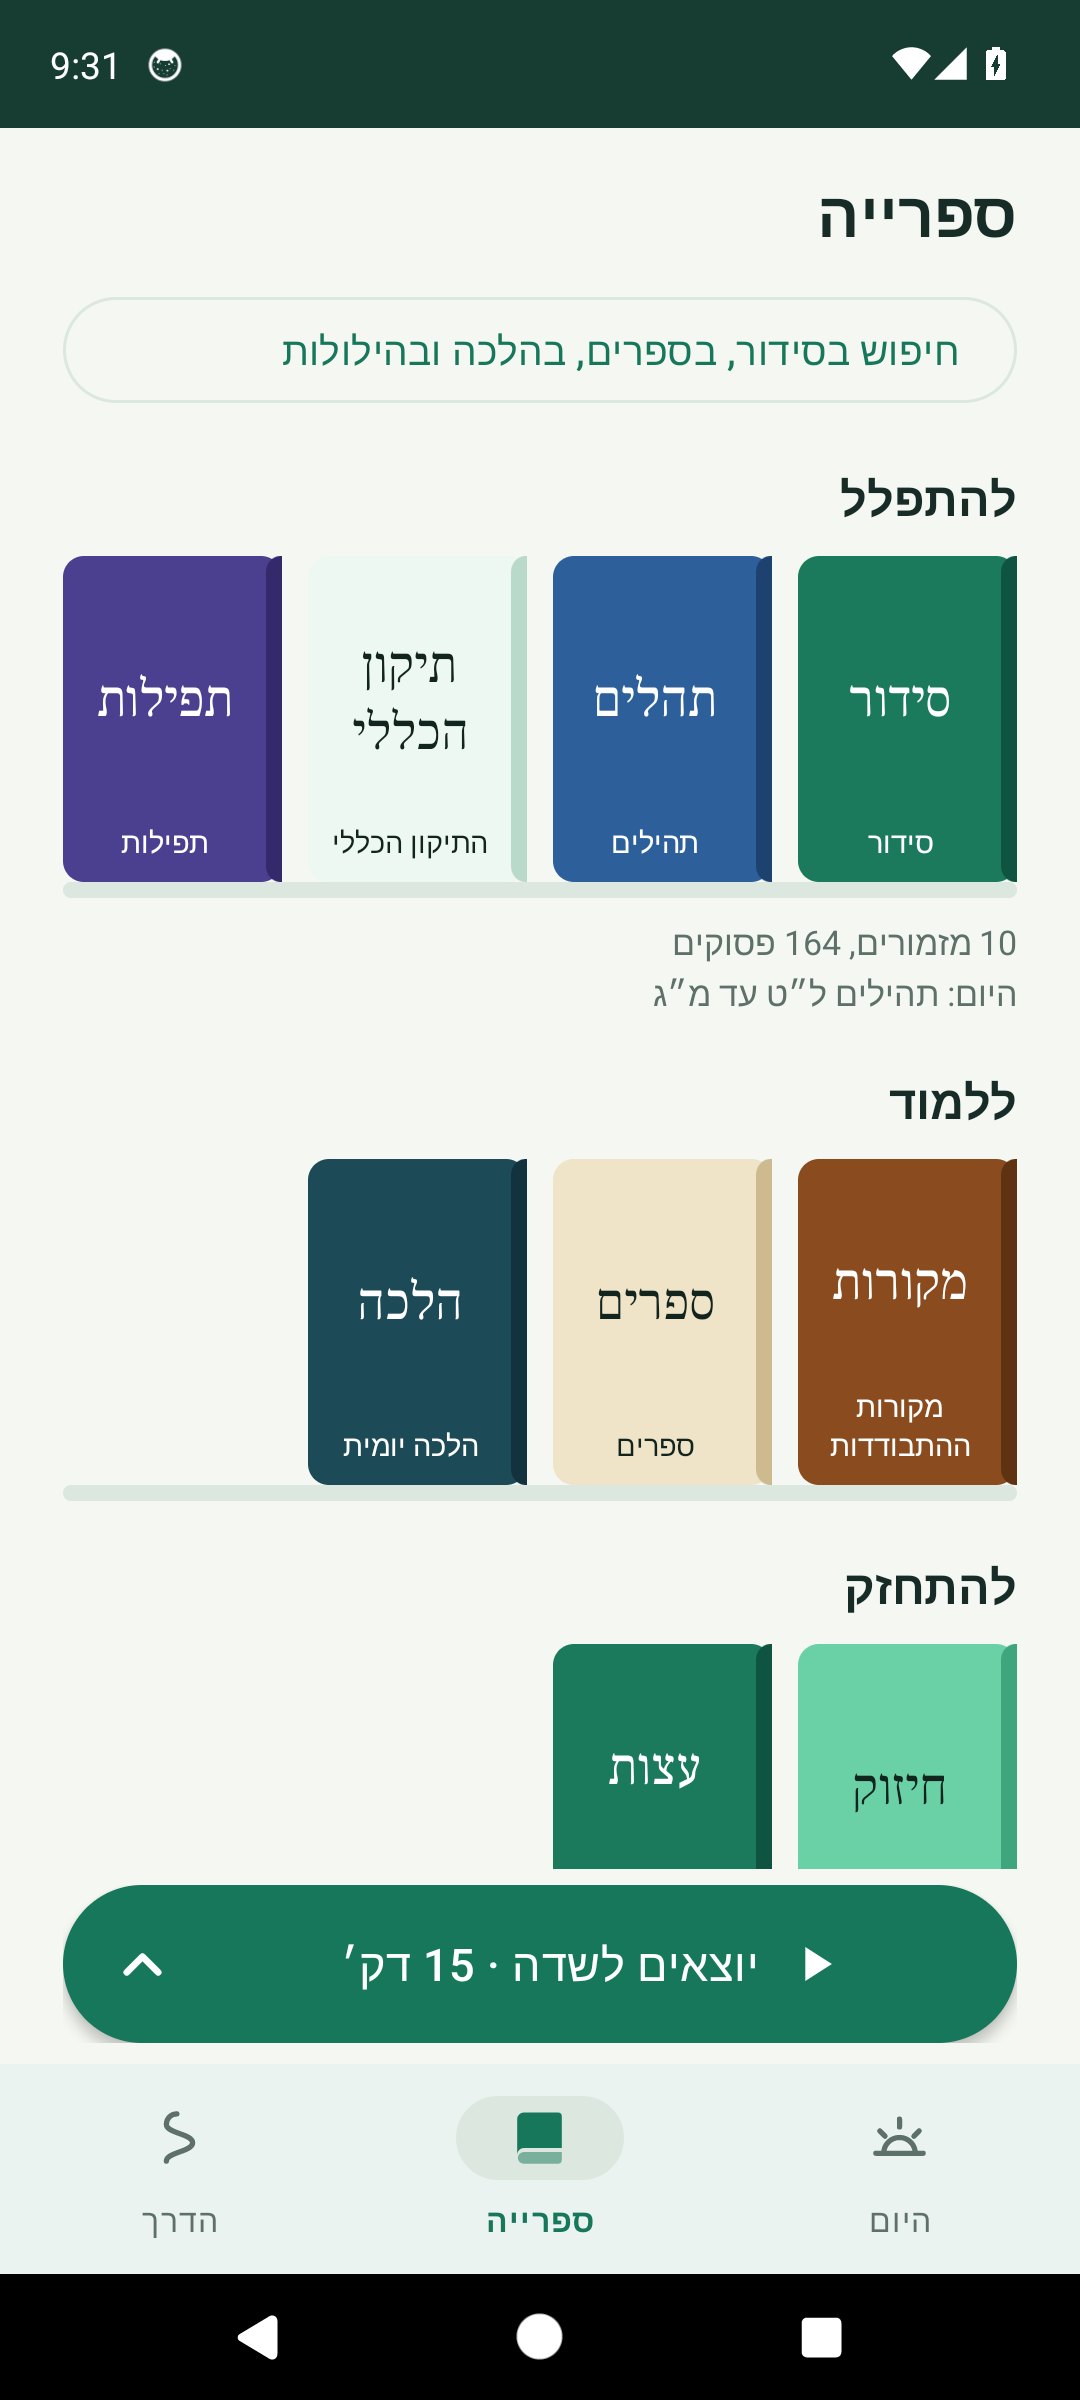 9:31
ספרייה
חיפוש בסידור, בספרים, בהלכה ובהילולות
להתפלל
סידור
סידור
תהלים
תהילים
תיקון
הכללי
התיקון הכללי
תפילות
תפילות
10 מזמורים, 164 פסוקים
היום: תהילים ל״ט עד מ״ג
ללמוד
מקורות
מקורות
ההתבודדות
ספרים
ספרים
הלכה
הלכה יומית
להתחזק
חיזוק
עצות
יוצאים לשדה · 15 דק׳
היום
ספרייה
הדרך